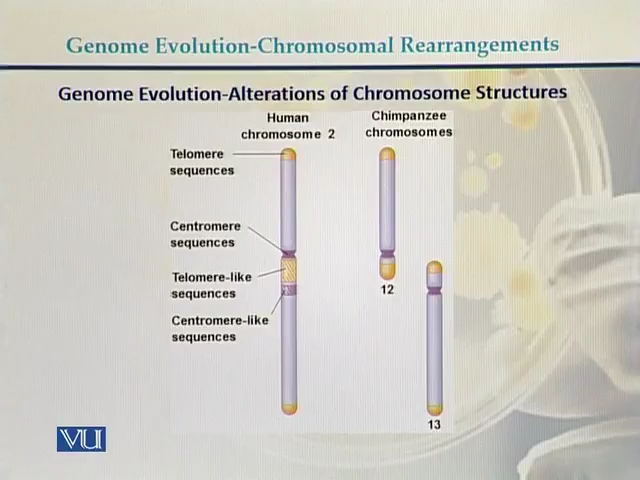 Genome Evolution-Chromosomal Rearrangements
Genome Evolution-Alterations of Chromosome Structures
Human
chromosome 2
Chimpanzee
chromosomes
Telomere
sequences
Centromere
sequences
Telomere-like
sequences
Centromere-like
sequences
12
13
VU